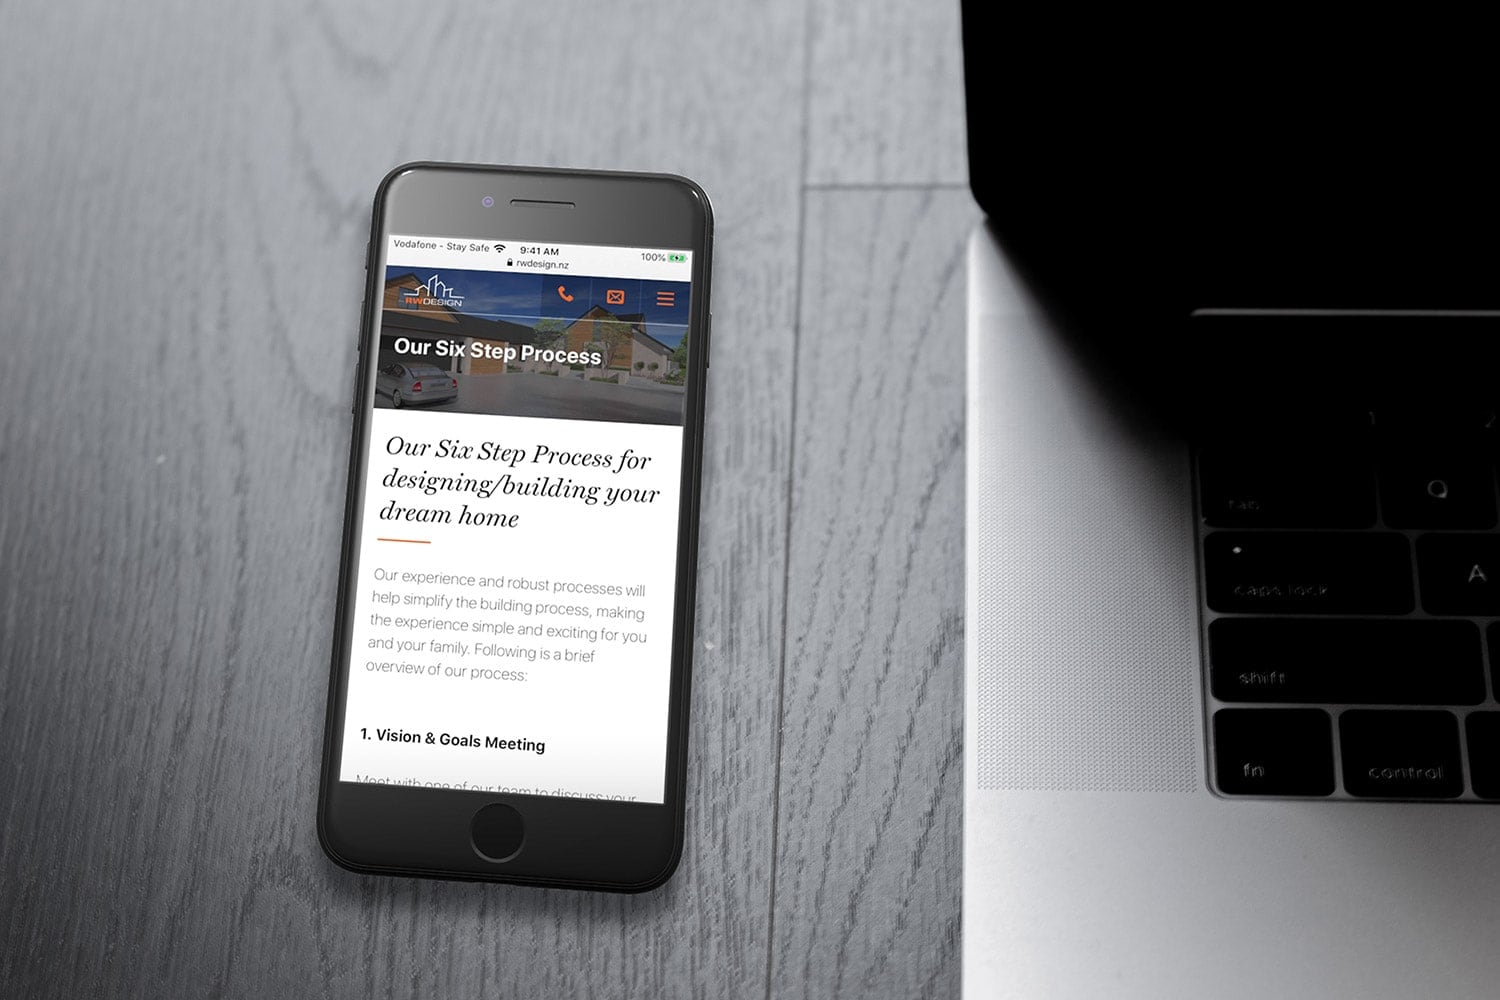 Vodafone - Stay Safe 9:41 AM 100%
rwdesign.nz
RWDESIGN
Our Six Step Process
Our Six Step Process for
designing/building your
dream home
Our experience and robust processes will
help simplify the building process, making
the experience simple and exciting for you
and your family. Following is a brief
overview of our process:
1. Vision & Goals Meeting
Meet with one of our team to discuss your
1
Q
tab
A
caps lock
shift
fn
control